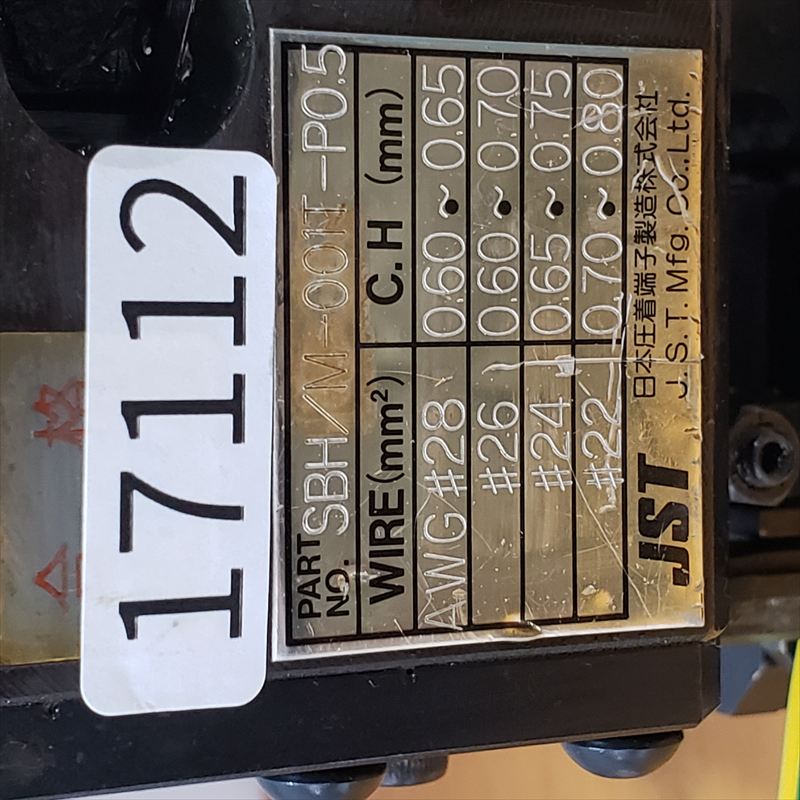 合格
17112
PART NO. SBH/M-001T-P0.5
WIRE(mm²) C.H (mm)
AWG#28 0.60~0.65
#26 0.60~0.70
#24 0.65~0.75
#22 0.70~0.80
JST 日本圧着端子製造株式会社
J.S.T. Mfg. Co.,Ltd.